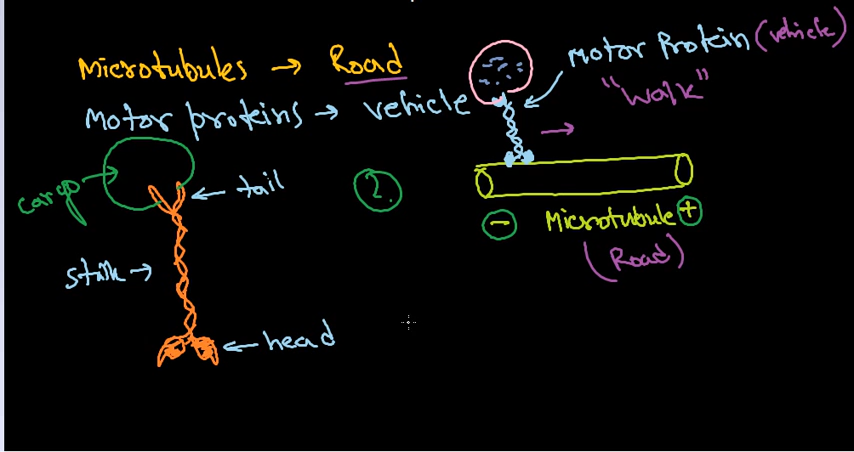 Microtubules → Road
Motor proteins → vehicle
Motor Protein (vehicle)
"Walk"
→
cargo →
← tail
2.
stalk →
← head
− Microtubule +
(Road)